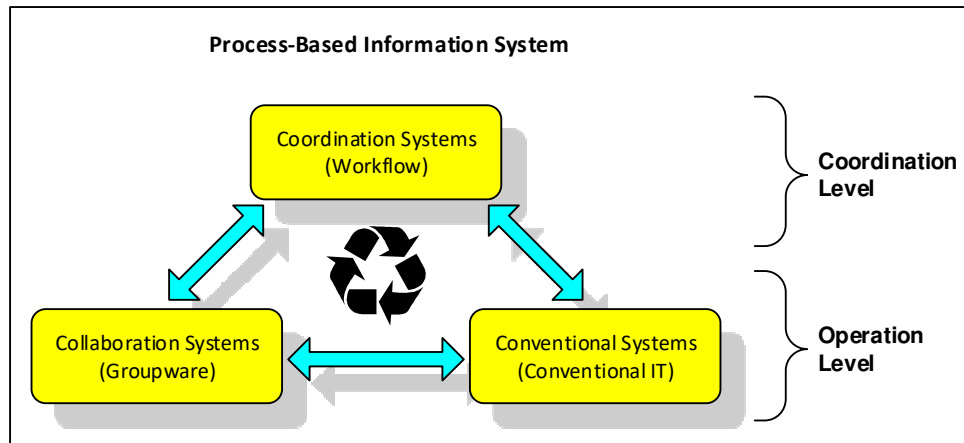 Process-Based Information System
Coordination Systems
(Workflow)
Coordination
Level
Collaboration Systems
(Groupware)
Conventional Systems
(Conventional IT)
Operation
Level